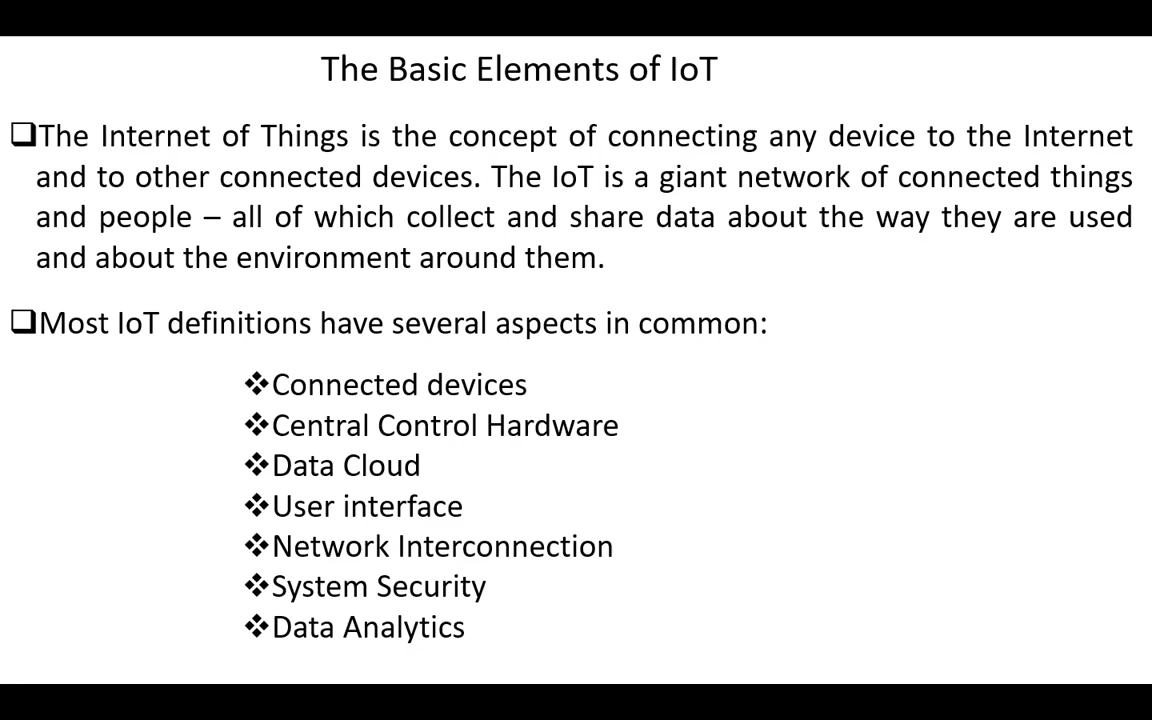 The Basic Elements of IoT
❑The Internet of Things is the concept of connecting any device to the Internet
and to other connected devices. The IoT is a giant network of connected things
and people – all of which collect and share data about the way they are used
and about the environment around them.
❑Most IoT definitions have several aspects in common:
❖Connected devices
❖Central Control Hardware
❖Data Cloud
❖User interface
❖Network Interconnection
❖System Security
❖Data Analytics